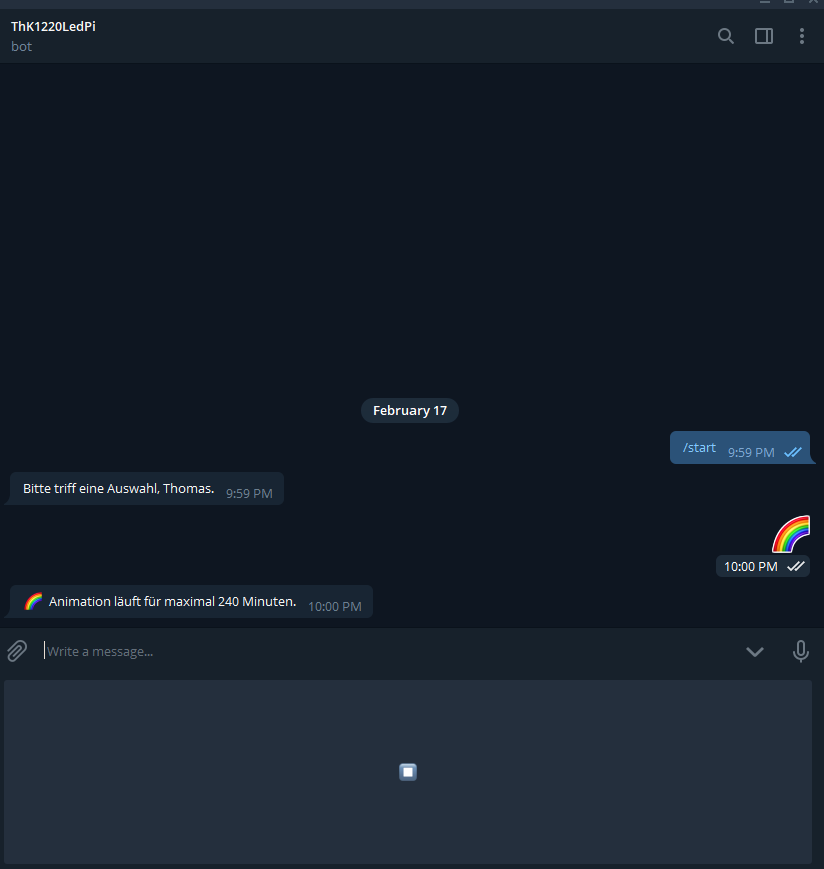 ThK1220LedPi
bot
February 17
/start 9:59 PM
Bitte triff eine Auswahl, Thomas. 9:59 PM
10:00 PM
Animation läuft für maximal 240 Minuten. 10:00 PM
Write a message...